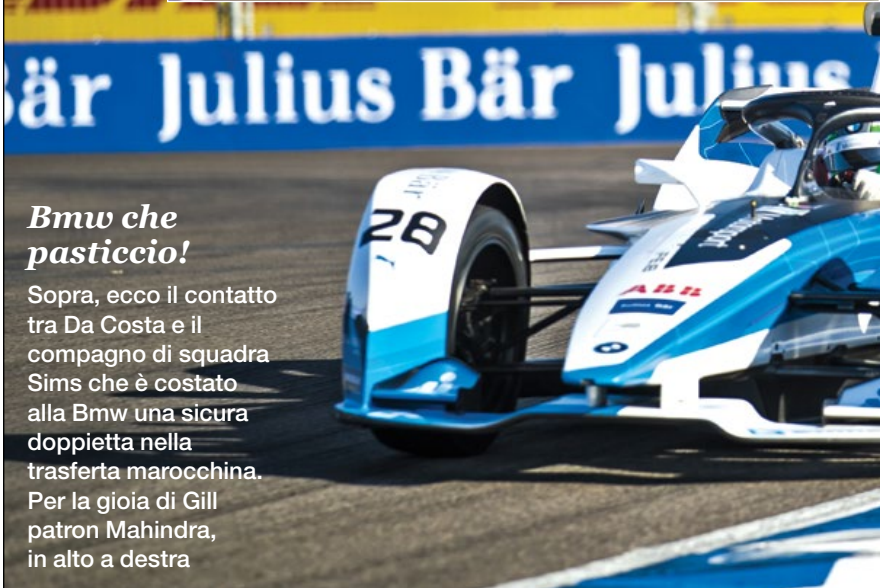 är Julius Bär Julius
Bmw che
pasticcio!
Sopra, ecco il contatto
tra Da Costa e il
compagno di squadra
Sims che è costato
alla Bmw una sicura
doppietta nella
trasferta marocchina.
Per la gioia di Gill
patron Mahindra,
in alto a destra
28
ABB